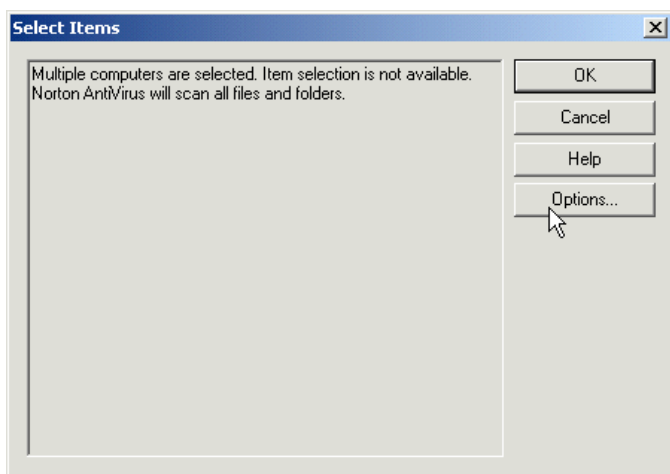 Select Items
Multiple computers are selected. Item selection is not available.
Norton AntiVirus will scan all files and folders.
OK
Cancel
Help
Options...